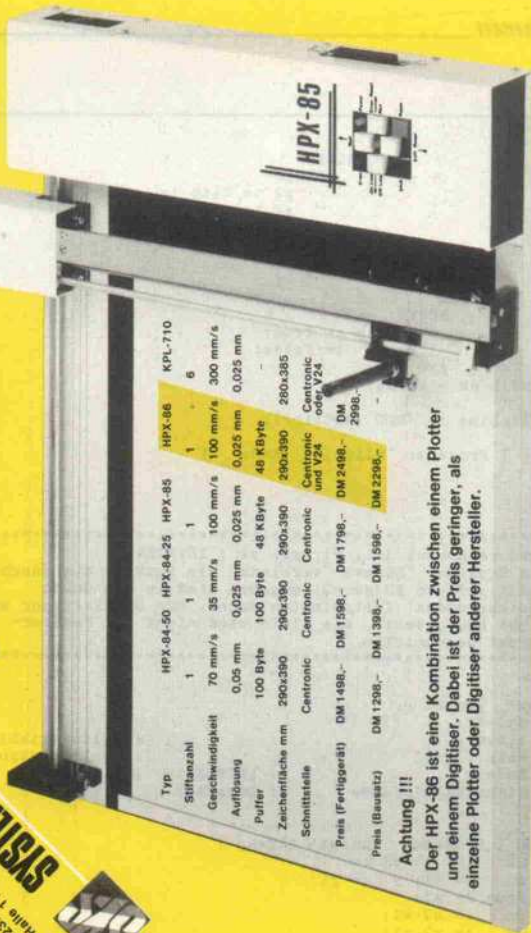 HPX-85
Typ HPX-84-50 HPX-84-25 HPX-85 HPX-86 KPL-710
Stiftanzahl 1 1 1 1 6
Geschwindigkeit 70 mm/s 35 mm/s 100 mm/s 100 mm/s 300 mm/s
Auflösung 0,05 mm 0,025 mm 0,025 mm 0,025 mm 0,025 mm
Puffer 100 Byte 100 Byte 48 KByte 48 KByte -
Zeichenfläche mm 290x390 290x390 290x390 290x390 280x385
Schnittstelle Centronic Centronic Centronic Centronic und V24 Centronic oder V24
Preis (Fertiggerät) DM 1498,- DM 1598,- DM 1798,- DM 2498,- DM 2998,-
Preis (Bausatz) DM 1298,- DM 1398,- DM 1598,- DM 2298,- -
Achtung !!!
Der HPX-86 ist eine Kombination zwischen einem Plotter
und einem Digitiser. Dabei ist der Preis geringer, als
einzelne Plotter oder Digitiser anderer Hersteller.
Halle 1